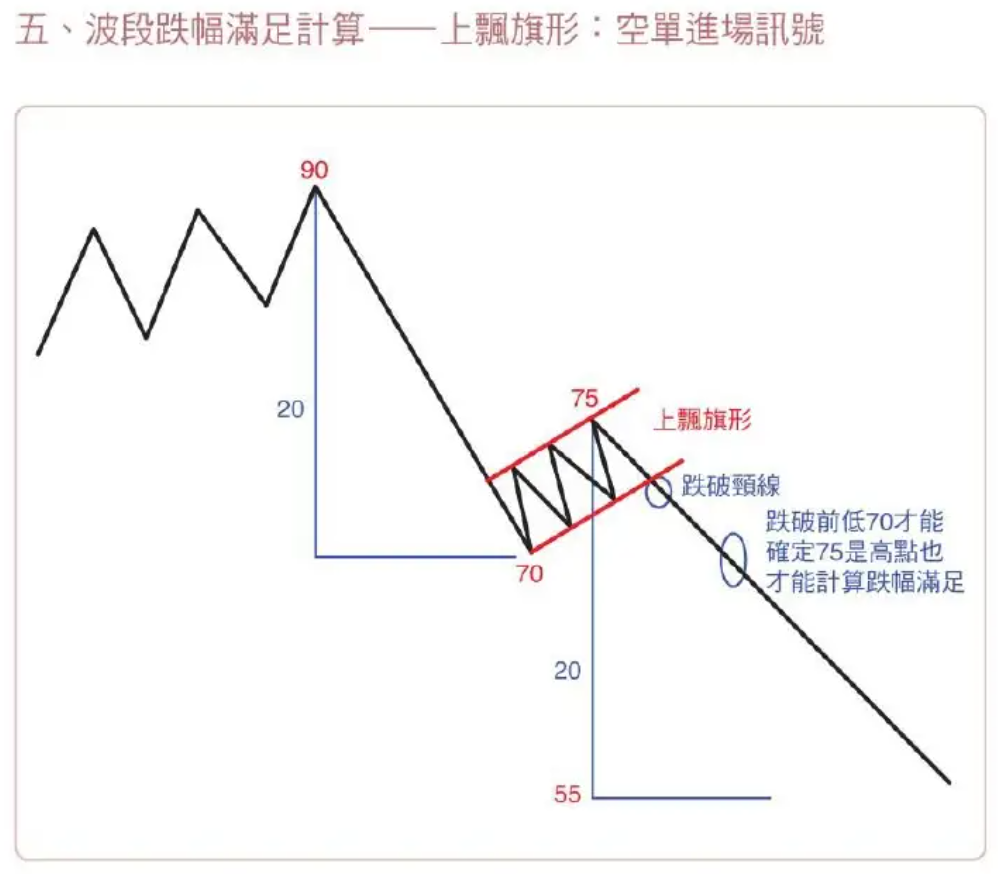 五、波段跌幅滿足計算——上飄旗形：空單進場訊號
90
20
75
上飄旗形
跌破頸線
跌破前低70才能
確定75是高點也
才能計算跌幅滿足
70
20
55